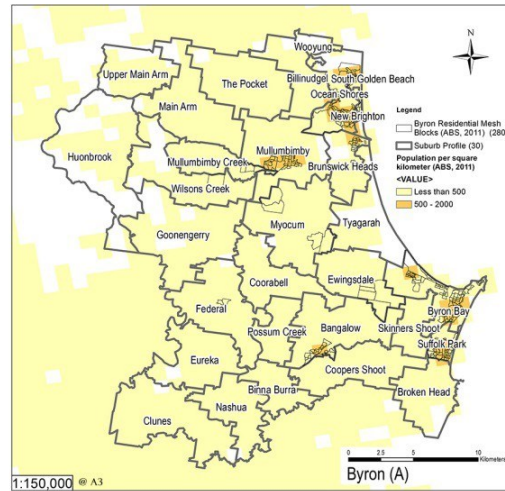 Wooyung
N
Upper Main Arm
The Pocket
Billinudgel
South Golden Beach
Ocean Shores
Main Arm
New Brighton
Huonbrook
Mullumbimby
Mullumbimby Creek
Brunswick Heads
Wilsons Creek
Tyagarah
Myocum
Goonengerry
Coorabell
Ewingsdale
Federal
Possum Creek
Bangalow
Skinners Shoot
Byron Bay
Suffolk Park
Eureka
Coopers Shoot
Binna Burra
Broken Head
Clunes
Nashua
Legend
Byron Residential Mesh
Blocks (ABS, 2011) (280
Suburb Profile (30)
Population per square
kilometer (ABS, 2011)
<VALUE>
Less than 500
500 - 2000
0 2.5 5 10
Kilometers
Byron (A)
1:150,000 @ A3